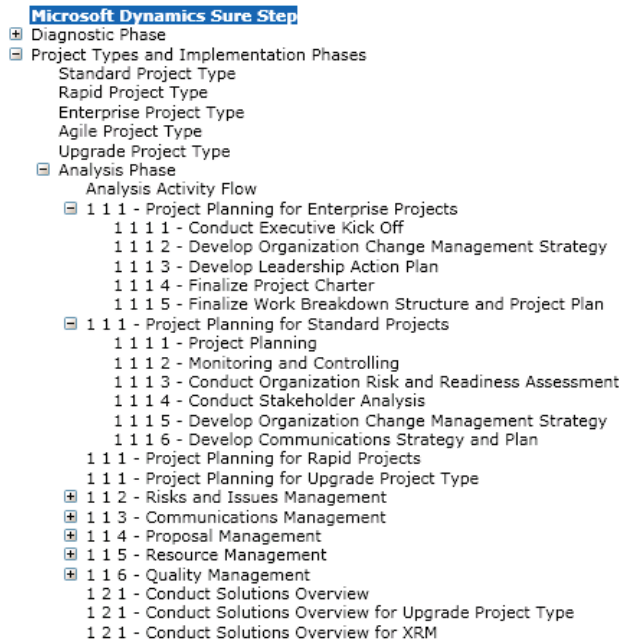 Microsoft Dynamics Sure Step
Diagnostic Phase
Project Types and Implementation Phases
Standard Project Type
Rapid Project Type
Enterprise Project Type
Agile Project Type
Upgrade Project Type
Analysis Phase
Analysis Activity Flow
1 1 1 - Project Planning for Enterprise Projects
1 1 1 1 - Conduct Executive Kick Off
1 1 1 2 - Develop Organization Change Management Strategy
1 1 1 3 - Develop Leadership Action Plan
1 1 1 4 - Finalize Project Charter
1 1 1 5 - Finalize Work Breakdown Structure and Project Plan
1 1 1 - Project Planning for Standard Projects
1 1 1 1 - Project Planning
1 1 1 2 - Monitoring and Controlling
1 1 1 3 - Conduct Organization Risk and Readiness Assessment
1 1 1 4 - Conduct Stakeholder Analysis
1 1 1 5 - Develop Organization Change Management Strategy
1 1 1 6 - Develop Communications Strategy and Plan
1 1 1 - Project Planning for Rapid Projects
1 1 1 - Project Planning for Upgrade Project Type
1 1 2 - Risks and Issues Management
1 1 3 - Communications Management
1 1 4 - Proposal Management
1 1 5 - Resource Management
1 1 6 - Quality Management
1 2 1 - Conduct Solutions Overview
1 2 1 - Conduct Solutions Overview for Upgrade Project Type
1 2 1 - Conduct Solutions Overview for XRM